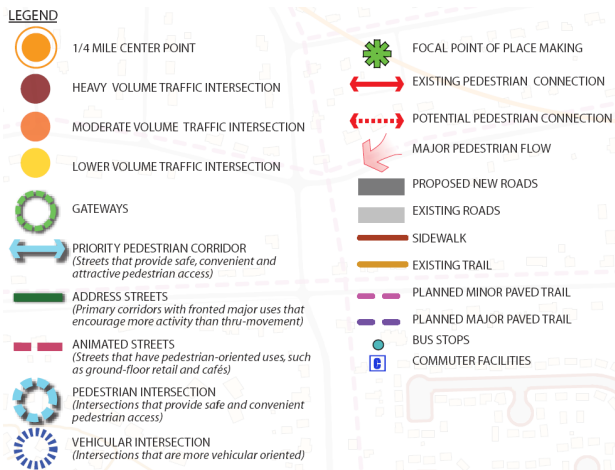 LEGEND
1/4 MILE CENTER POINT
HEAVY VOLUME TRAFFIC INTERSECTION
MODERATE VOLUME TRAFFIC INTERSECTION
LOWER VOLUME TRAFFIC INTERSECTION
GATEWAYS
PRIORITY PEDESTRIAN CORRIDOR
(Streets that provide safe, convenient and
attractive pedestrian access)
ADDRESS STREETS
(Primary corridors with fronted major uses that
encourage more activity than thru-movement)
ANIMATED STREETS
(Streets that have pedestrian-oriented uses, such
as ground-floor retail and cafés)
PEDESTRIAN INTERSECTION
(Intersections that provide safe and convenient
pedestrian access)
VEHICULAR INTERSECTION
(Intersections that are more vehicular oriented)
FOCAL POINT OF PLACE MAKING
EXISTING PEDESTRIAN CONNECTION
POTENTIAL PEDESTRIAN CONNECTION
MAJOR PEDESTRIAN FLOW
PROPOSED NEW ROADS
EXISTING ROADS
SIDEWALK
EXISTING TRAIL
PLANNED MINOR PAVED TRAIL
PLANNED MAJOR PAVED TRAIL
BUS STOPS
C COMMUTER FACILITIES